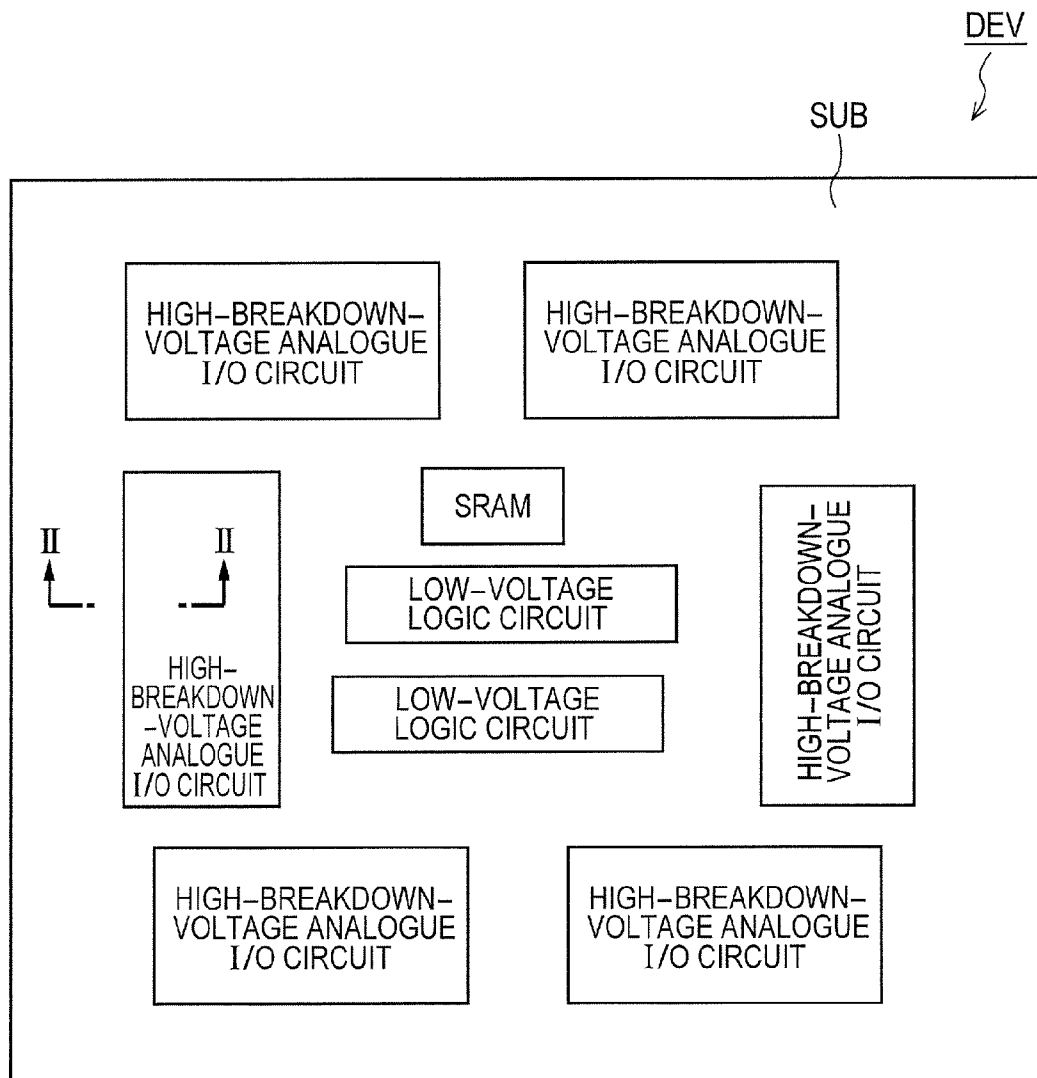 DEV
SUB
HIGH-BREAKDOWN-
VOLTAGE ANALOGUE
I/O CIRCUIT
HIGH-BREAKDOWN-
VOLTAGE ANALOGUE
I/O CIRCUIT
II
II
HIGH-
BREAKDOWN
-VOLTAGE
ANALOGUE
I/O CIRCUIT
SRAM
LOW-VOLTAGE
LOGIC CIRCUIT
LOW-VOLTAGE
LOGIC CIRCUIT
HIGH-BREAKDOWN-
VOLTAGE ANALOGUE
I/O CIRCUIT
HIGH-BREAKDOWN-
VOLTAGE ANALOGUE
I/O CIRCUIT
HIGH-BREAKDOWN-
VOLTAGE ANALOGUE
I/O CIRCUIT